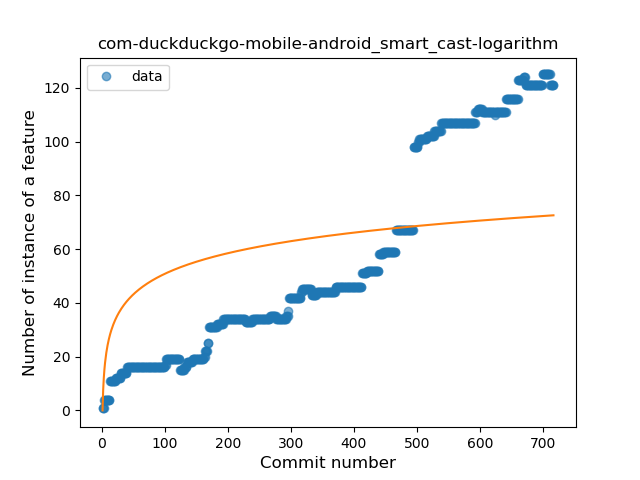 com-duckduckgo-mobile-android_smart_cast-logarithm
data
Number of instance of a feature
120
100
80
60
40
20
0
0 100 200 300 400 500 600 700
Commit number